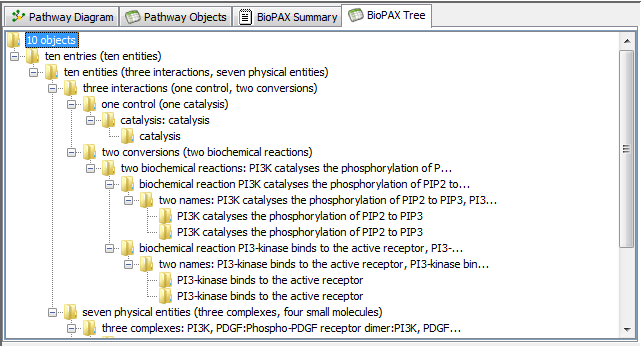 Pathway Diagram Pathway Objects BioPAX Summary BioPAX Tree
10 objects
ten entries (ten entities)
ten entities (three interactions, seven physical entities)
three interactions (one control, two conversions)
one control (one catalysis)
catalysis: catalysis
catalysis
two conversions (two biochemical reactions)
two biochemical reactions: PI3K catalyses the phosphorylation of P...
biochemical reaction PI3K catalyses the phosphorylation of PIP2 to...
two names: PI3K catalyses the phosphorylation of PIP2 to PIP3, PI3...
PI3K catalyses the phosphorylation of PIP2 to PIP3
PI3K catalyses the phosphorylation of PIP2 to PIP3
biochemical reaction PI3-kinase binds to the active receptor, PI3-...
two names: PI3-kinase binds to the active receptor, PI3-kinase bin...
PI3-kinase binds to the active receptor
PI3-kinase binds to the active receptor
seven physical entities (three complexes, four small molecules)
three complexes: PI3K, PDGF:Phospho-PDGF receptor dimer:PI3K, PDGF...